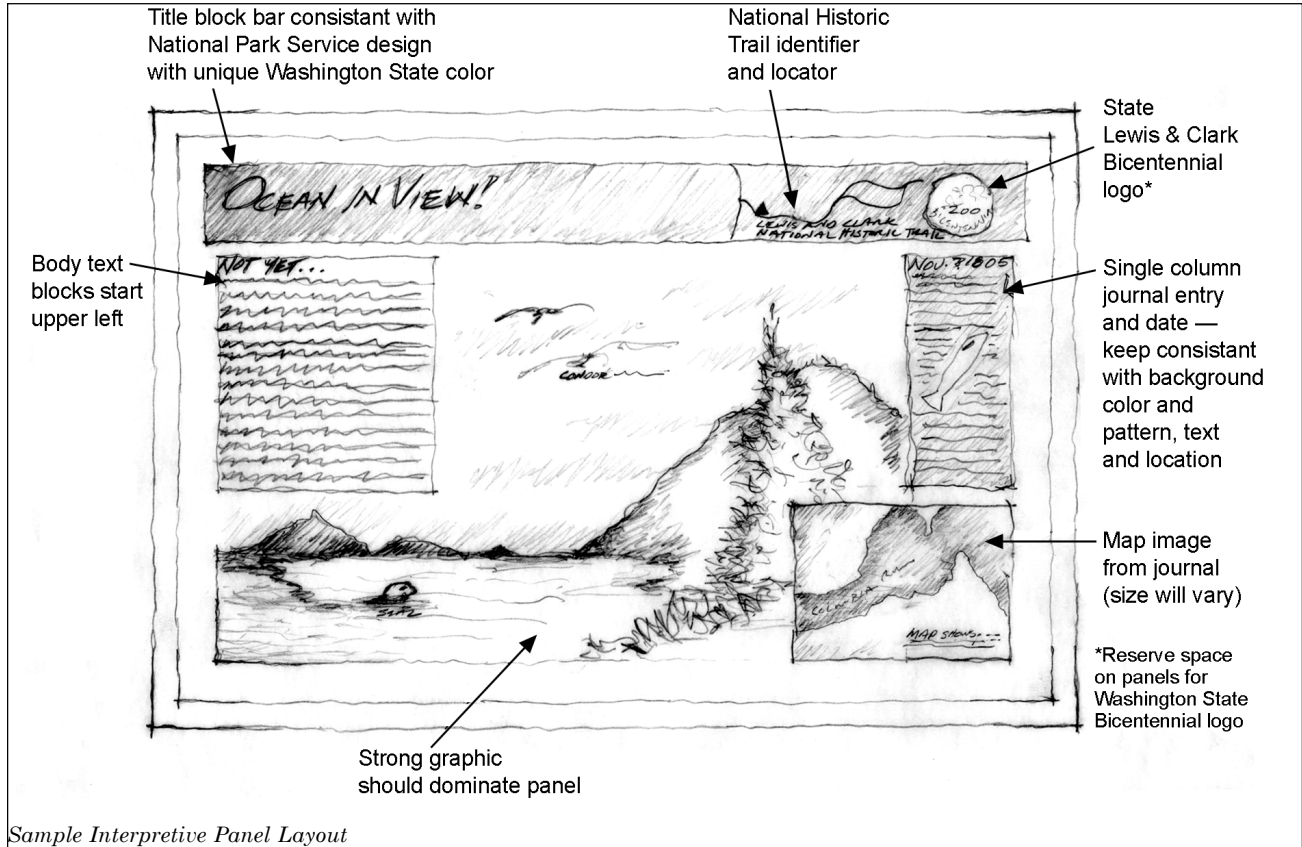 Title block bar consistant with
National Park Service design
with unique Washington State color
National Historic
Trail identifier
and locator
State
Lewis & Clark
Bicentennial
logo*
OCEAN IN VIEW!
LEWIS AND CLARK
NATIONAL HISTORIC TRAIL
200
Body text
blocks start
upper left
NOT YET...
NOV. 7, 1805
Single column
journal entry
and date —
keep consistant
with background
color and
pattern, text
and location
CONDOR
SEAL
COLUMBIA
MAP SHOWS...
Map image
from journal
(size will vary)
*Reserve space
on panels for
Washington State
Bicentennial logo
Strong graphic
should dominate panel
Sample Interpretive Panel Layout